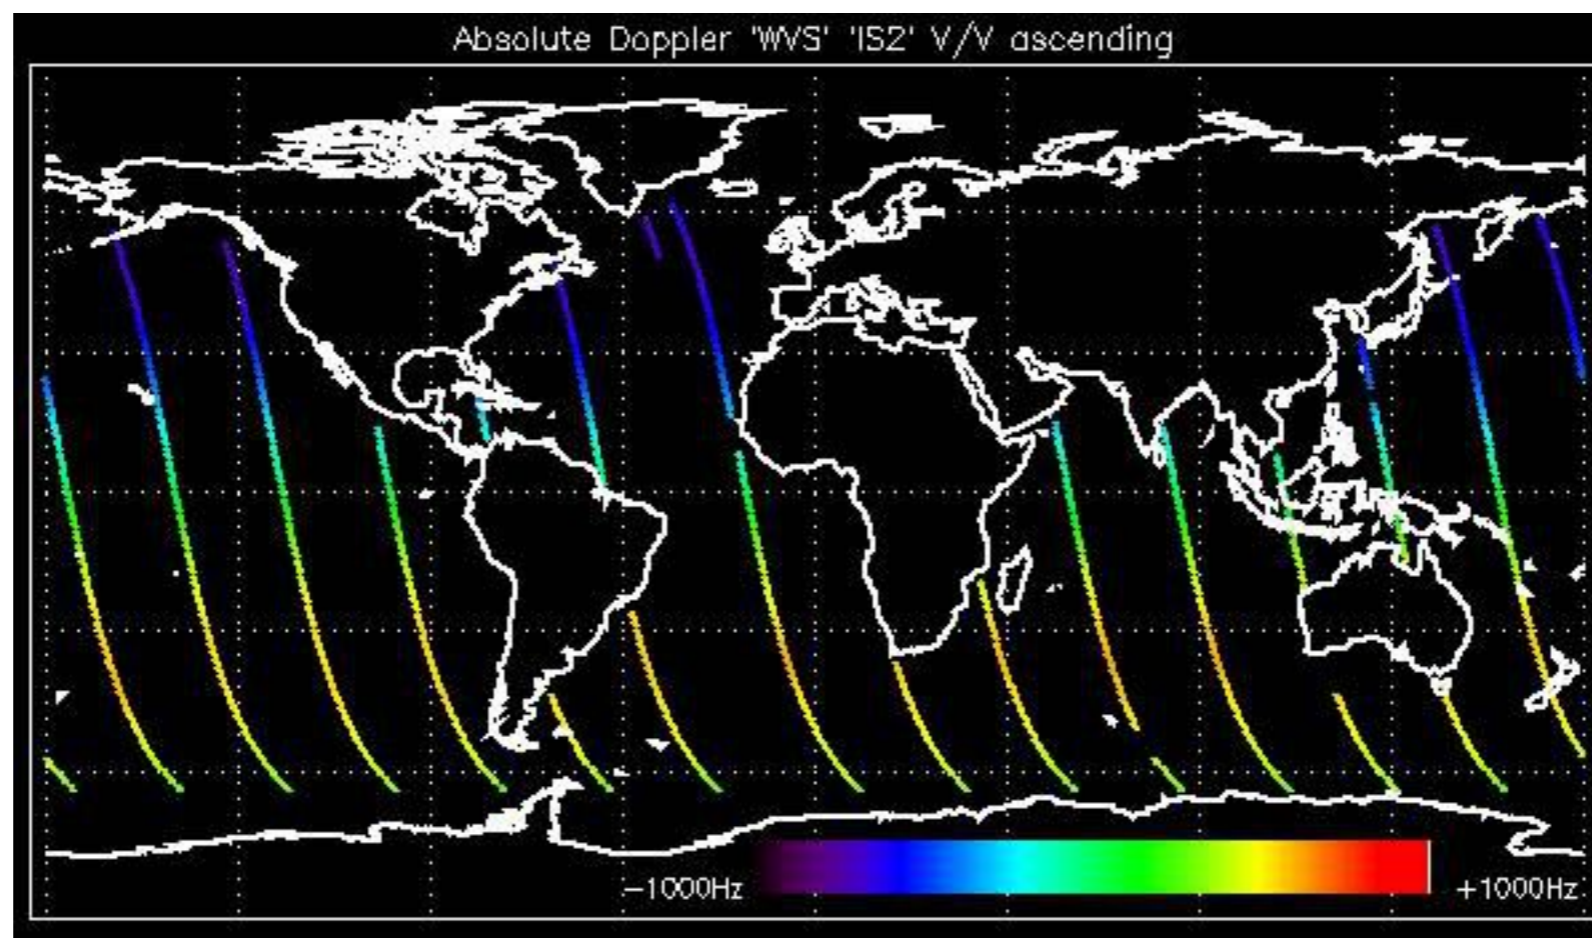 Absolute Doppler 'WVS' 'IS2' V/V ascending
−1000Hz
+1000Hz